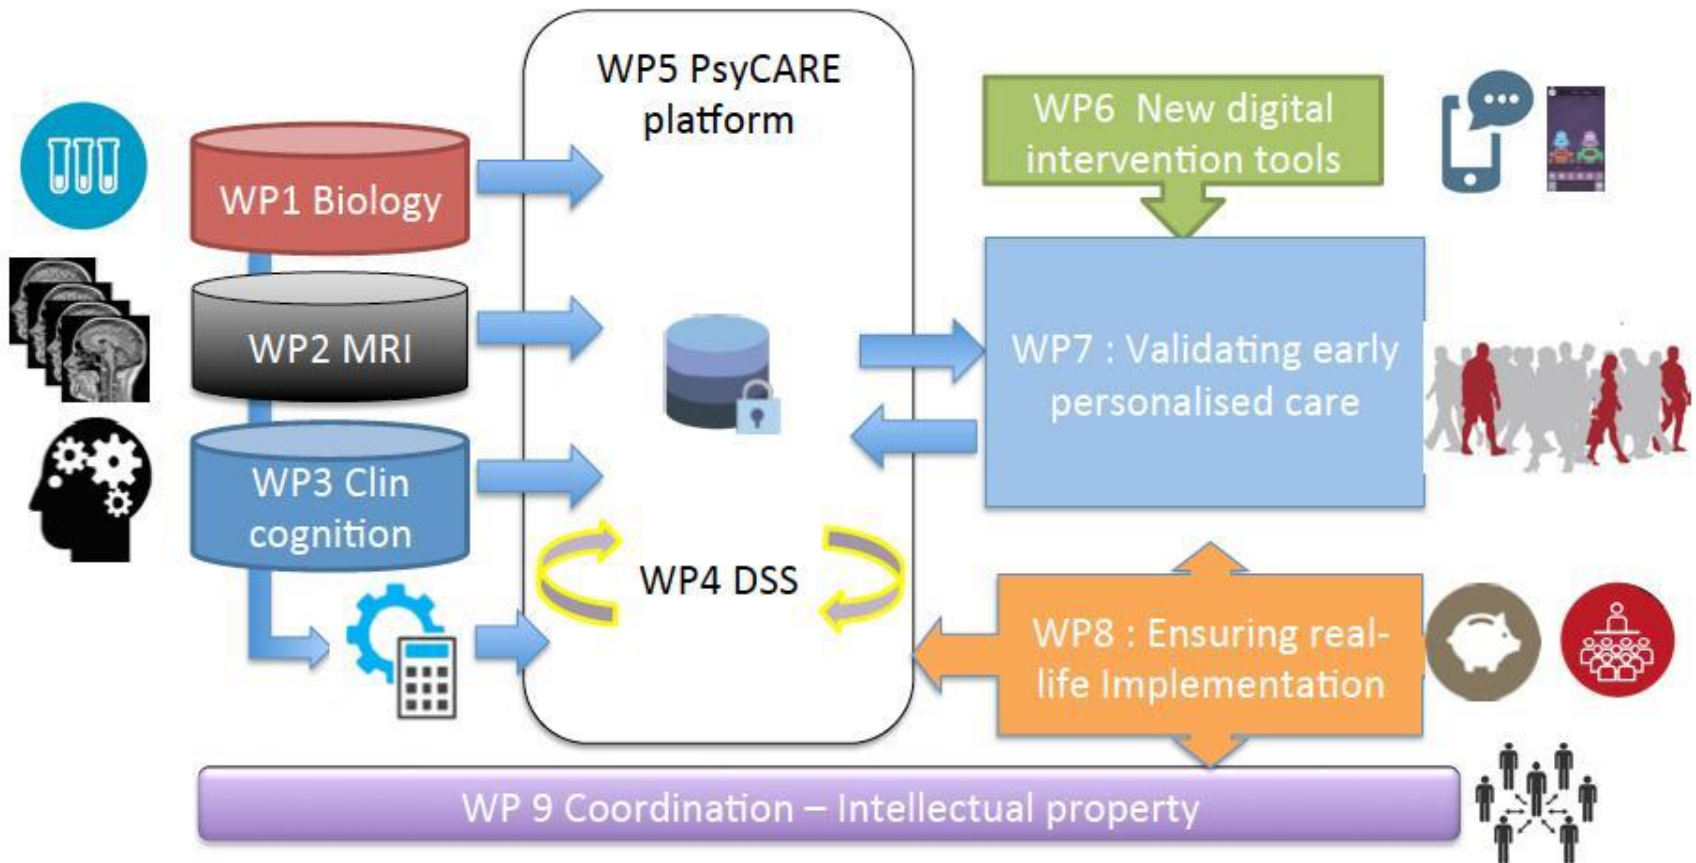 WP5 PsyCARE
platform
WP1 Biology
WP2 MRI
WP3 Clin
cognition
WP4 DSS
WP6 New digital
intervention tools
WP7 : Validating early
personalised care
WP8 : Ensuring real-
life Implementation
WP 9 Coordination – Intellectual property